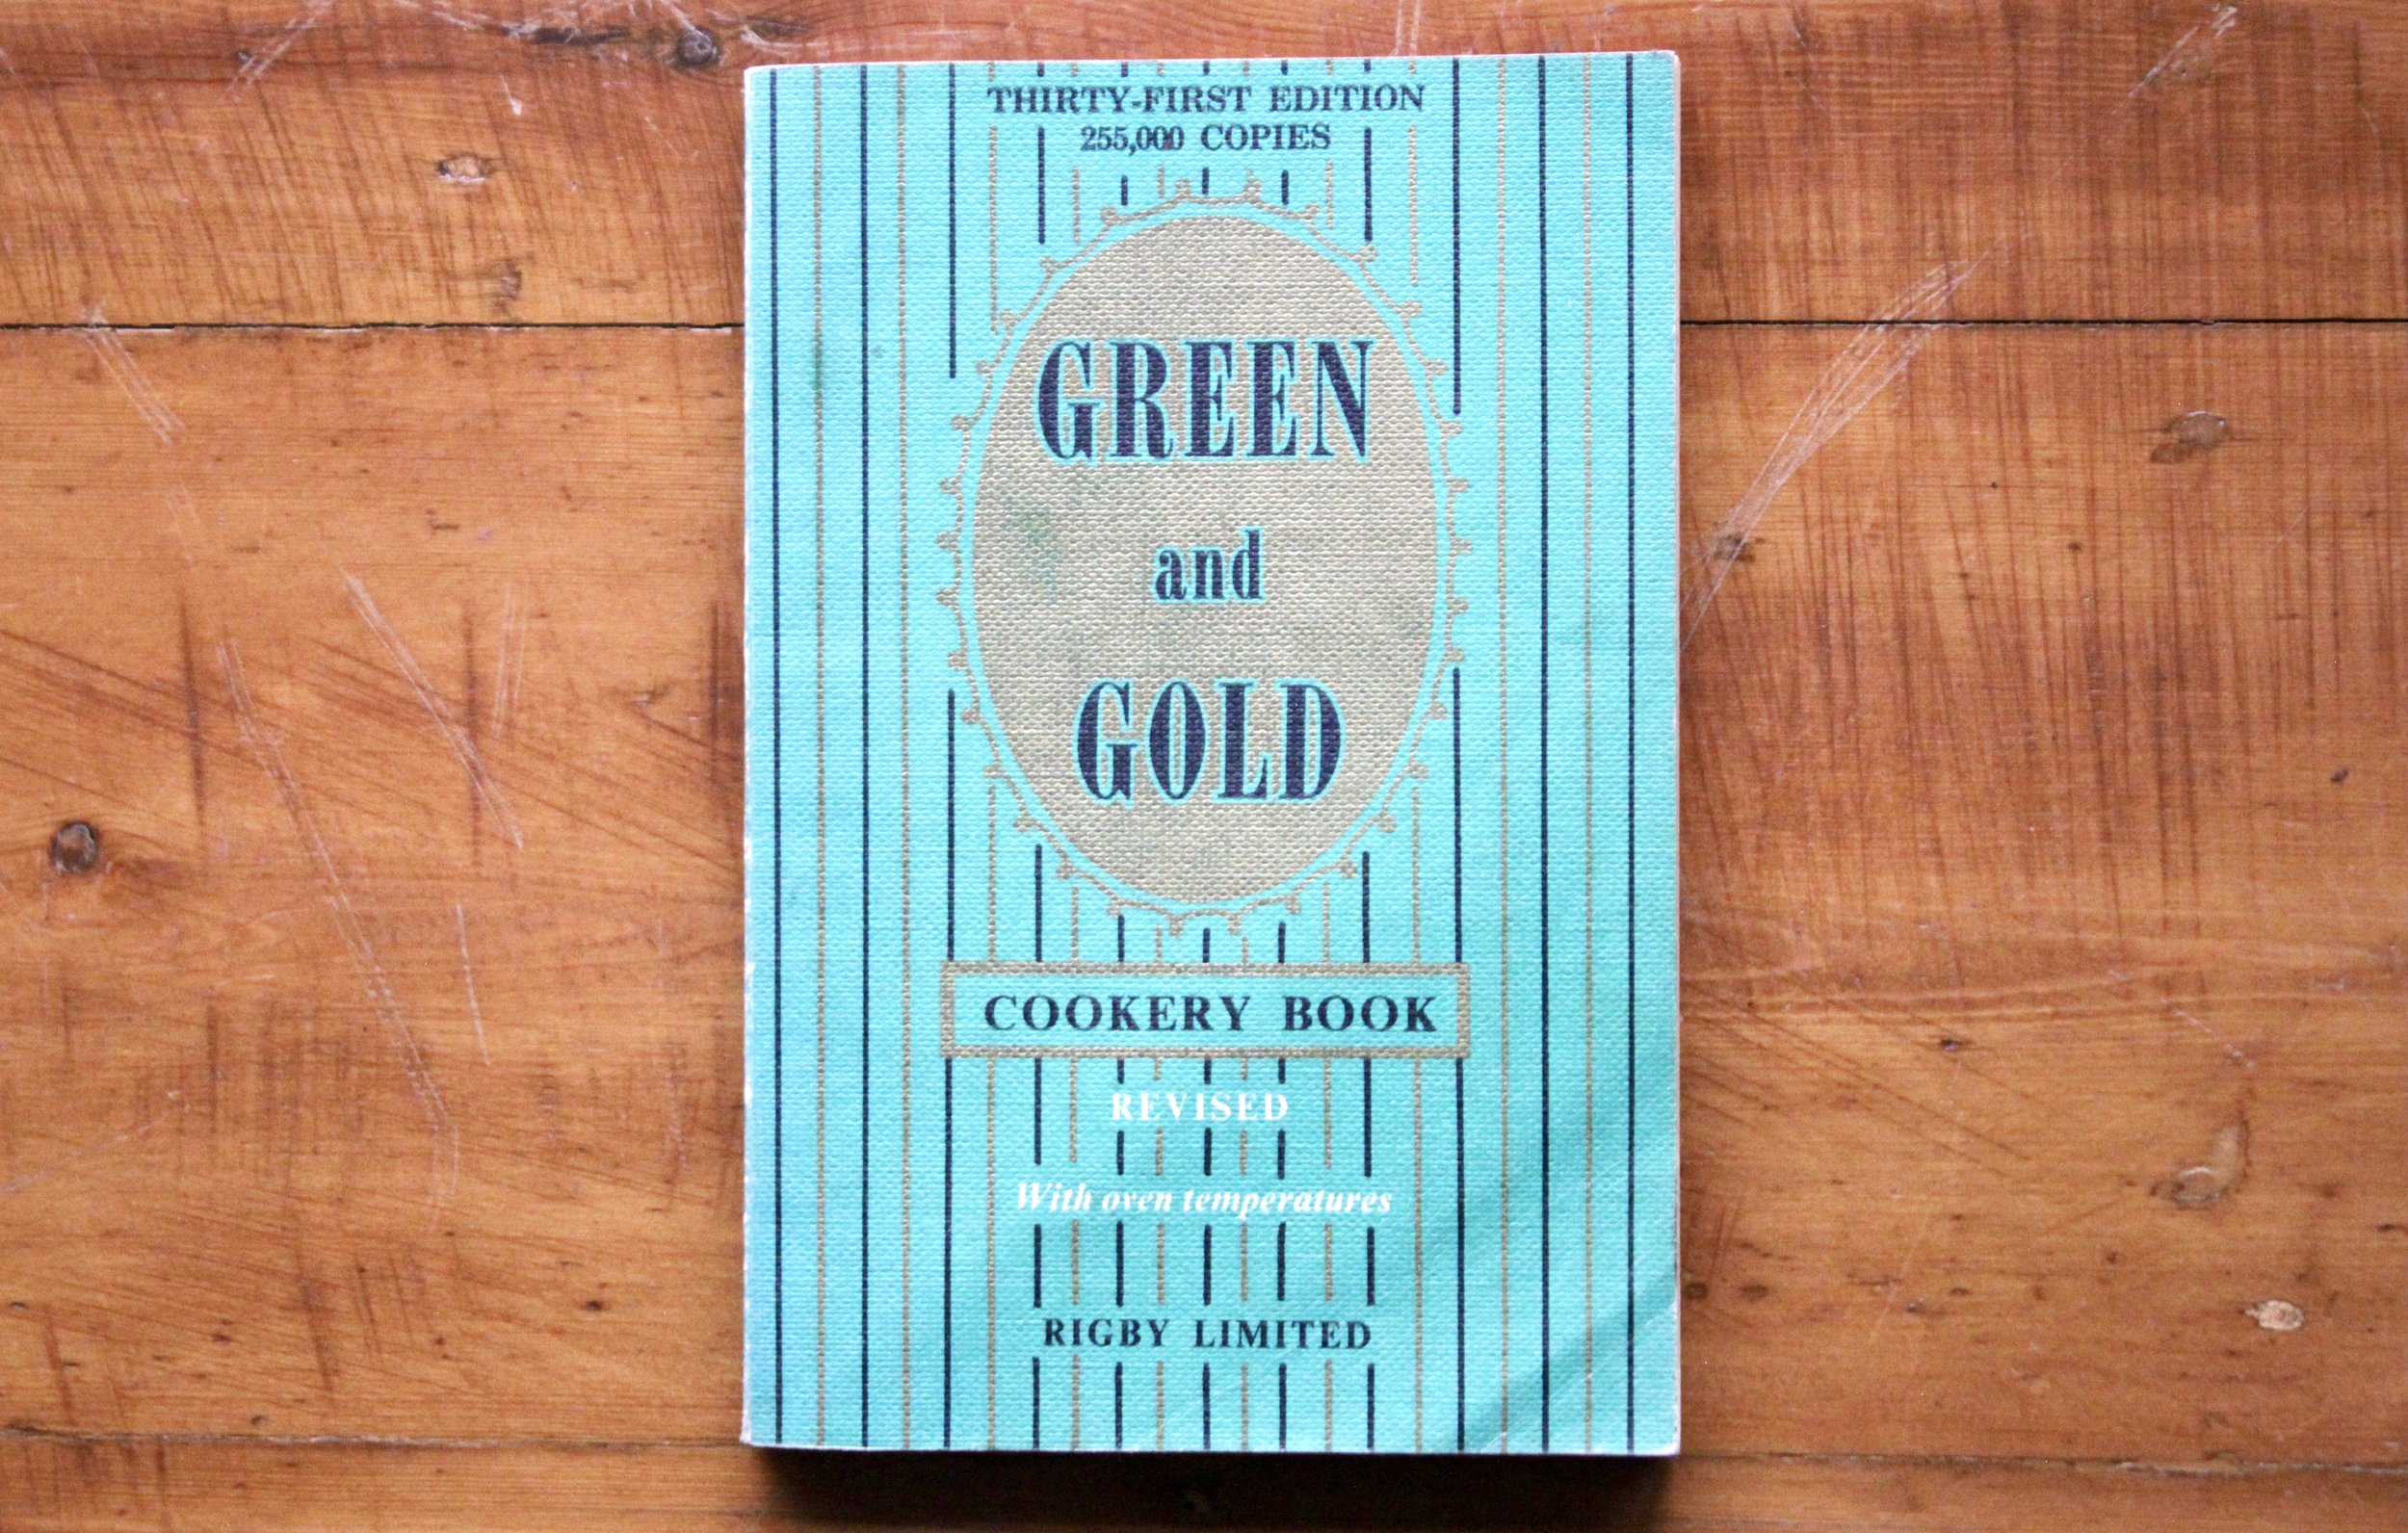 THIRTY-FIRST EDITION
255,000 COPIES
GREEN
and
GOLD
COOKERY BOOK
REVISED
With oven temperatures
RIGBY LIMITED